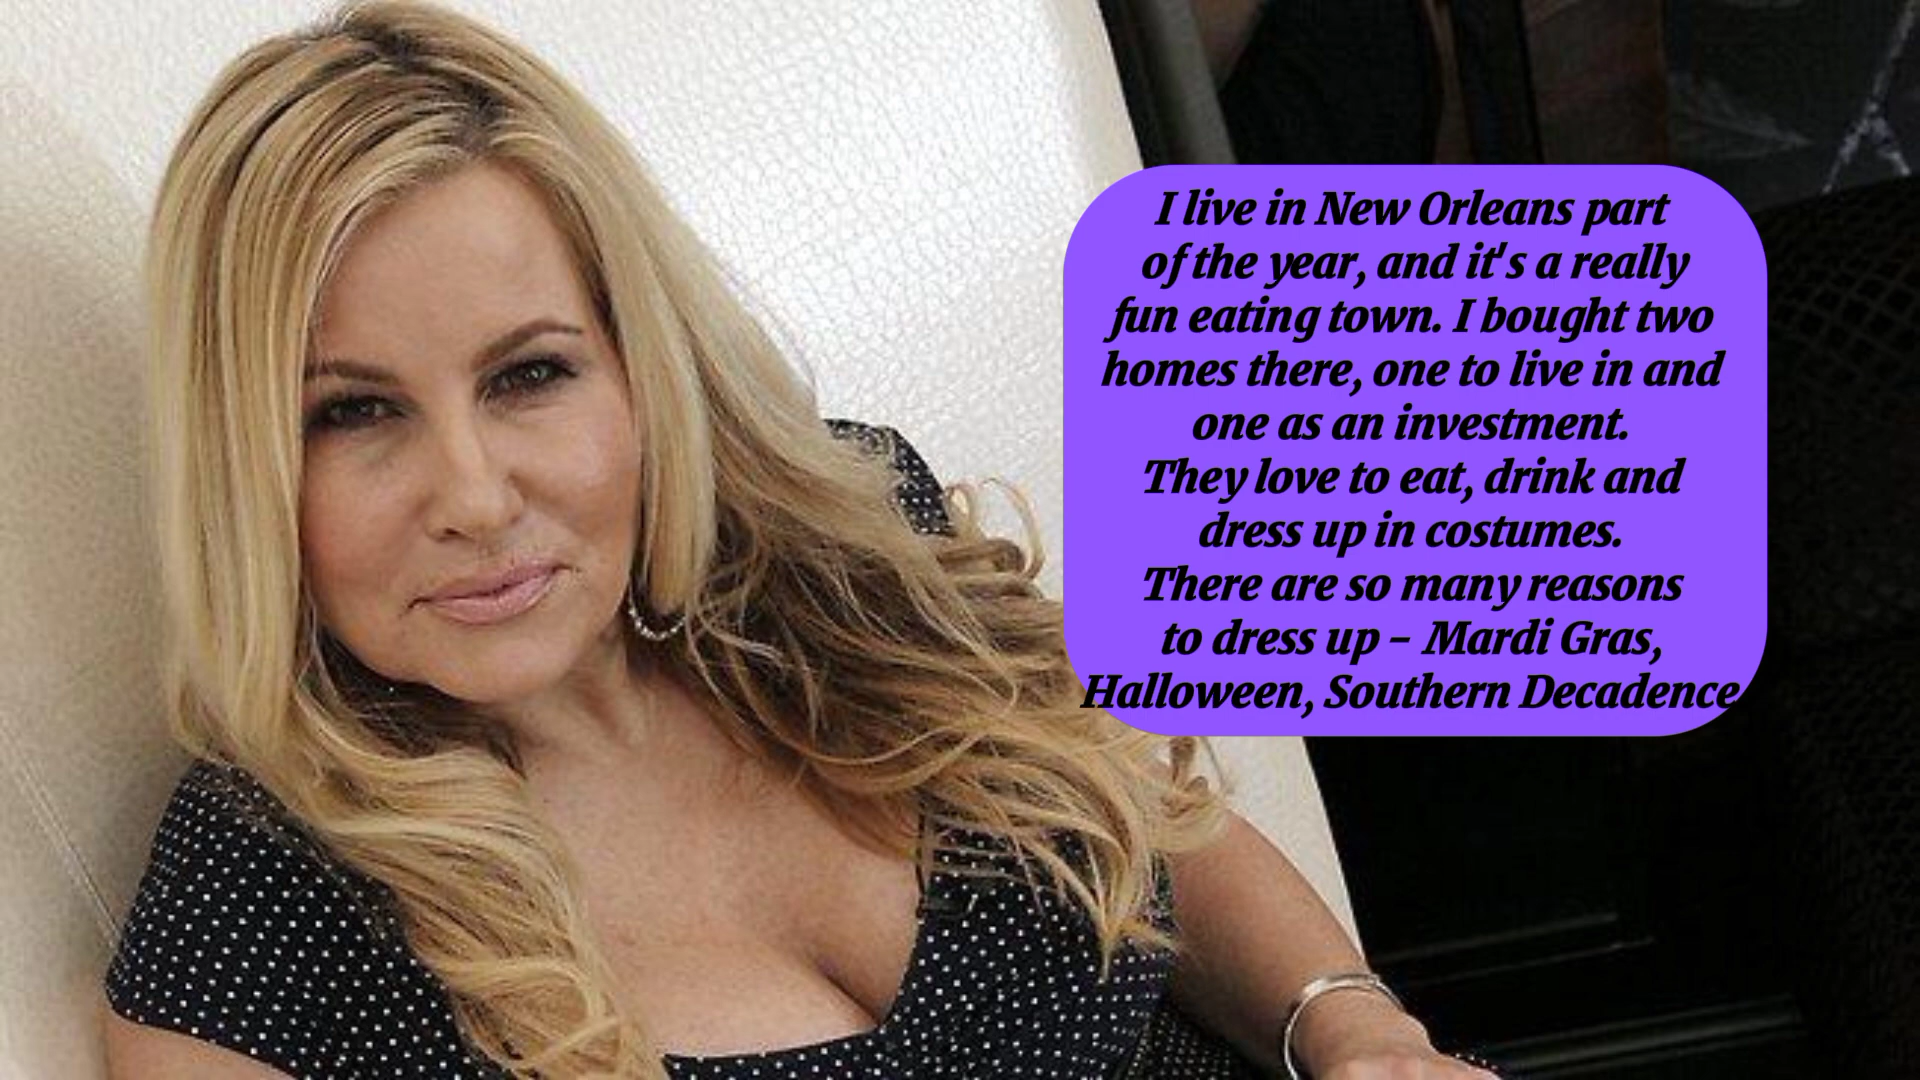 I live in New Orleans part
of the year, and it's a really
fun eating town. I bought two
homes there, one to live in and
one as an investment.
They love to eat, drink and
dress up in costumes.
There are so many reasons
to dress up – Mardi Gras,
Halloween, Southern Decadence.